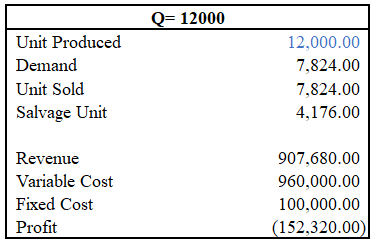 Q= 12000
Unit Produced 12,000.00
Demand 7,824.00
Unit Sold 7,824.00
Salvage Unit 4,176.00
Revenue 907,680.00
Variable Cost 960,000.00
Fixed Cost 100,000.00
Profit (152,320.00)